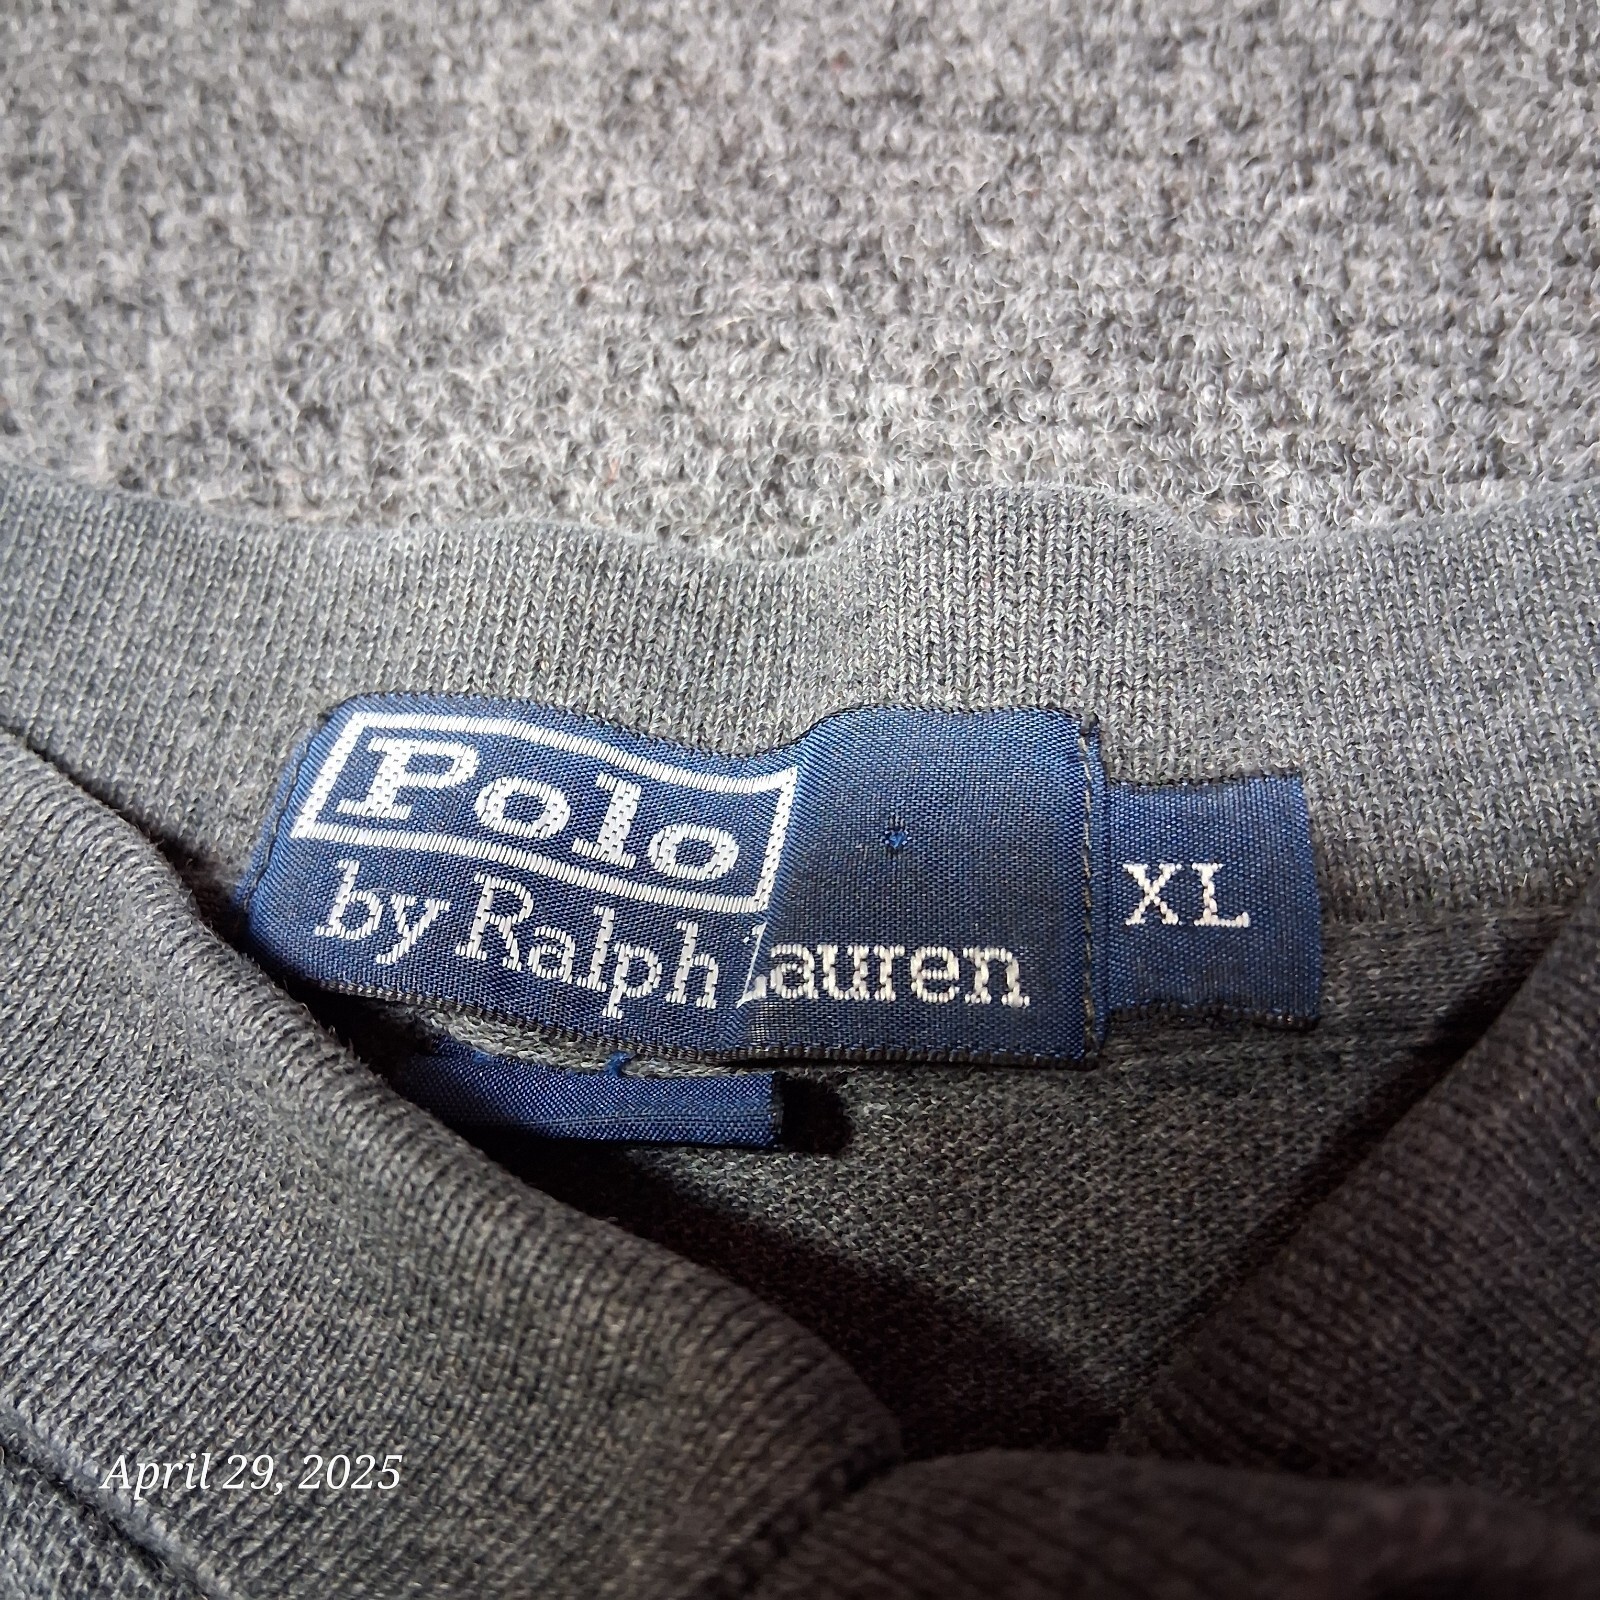 Polo
by Ralph Lauren
XL
April 29, 2025